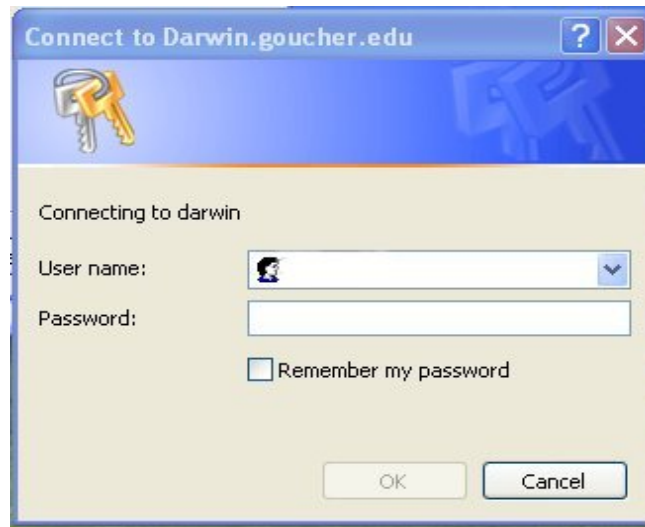 Connect to Darwin.goucher.edu
Connecting to darwin
User name:
Password:
Remember my password
OK Cancel